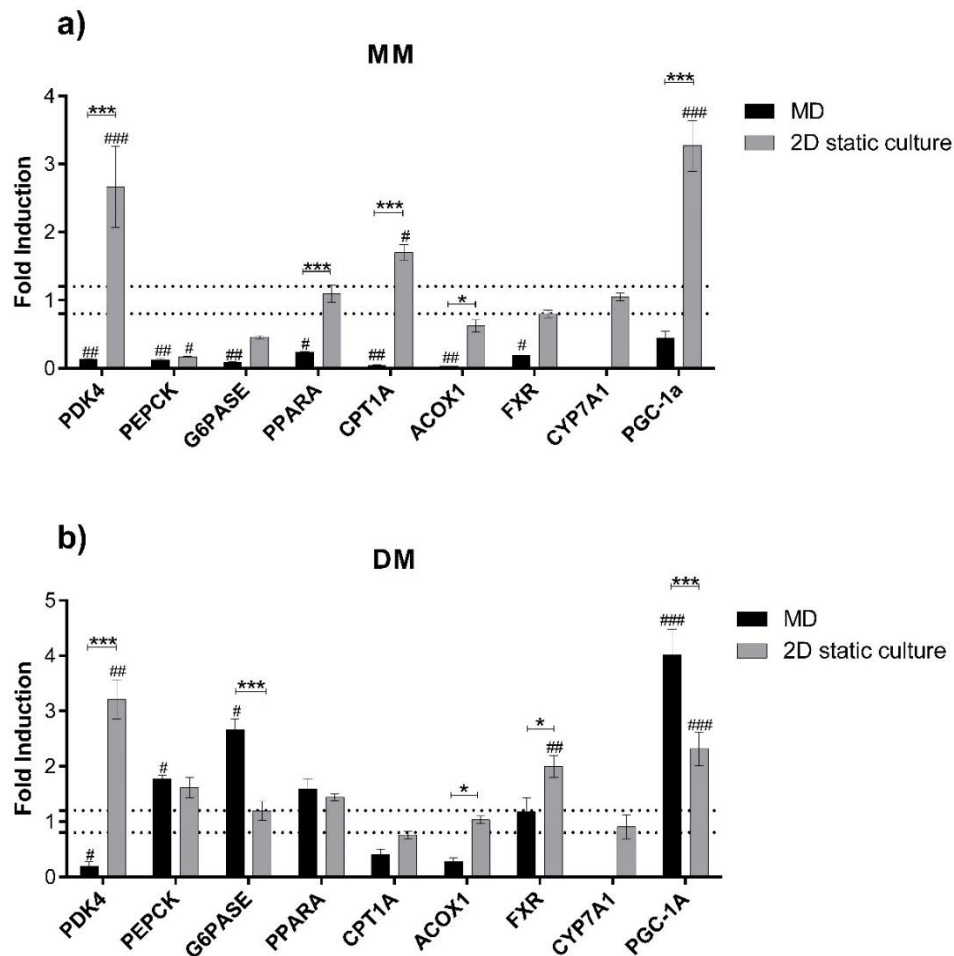 a)
MM
MD
2D static culture
Fold Induction
4
3
2
1
0
***
###
##
##
#
##
#
***
##
***
#
##
*
#
***
###
PDK4
PEPCK
G6PASE
PPARA
CPT1A
ACOX1
FXR
CYP7A1
PGC-1a
b)
DM
MD
2D static culture
Fold Induction
5
4
3
2
1
0
#
***
##
#
#
***
*
*
##
###
***
###
PDK4
PEPCK
G6PASE
PPARA
CPT1A
ACOX1
FXR
CYP7A1
PGC-1A